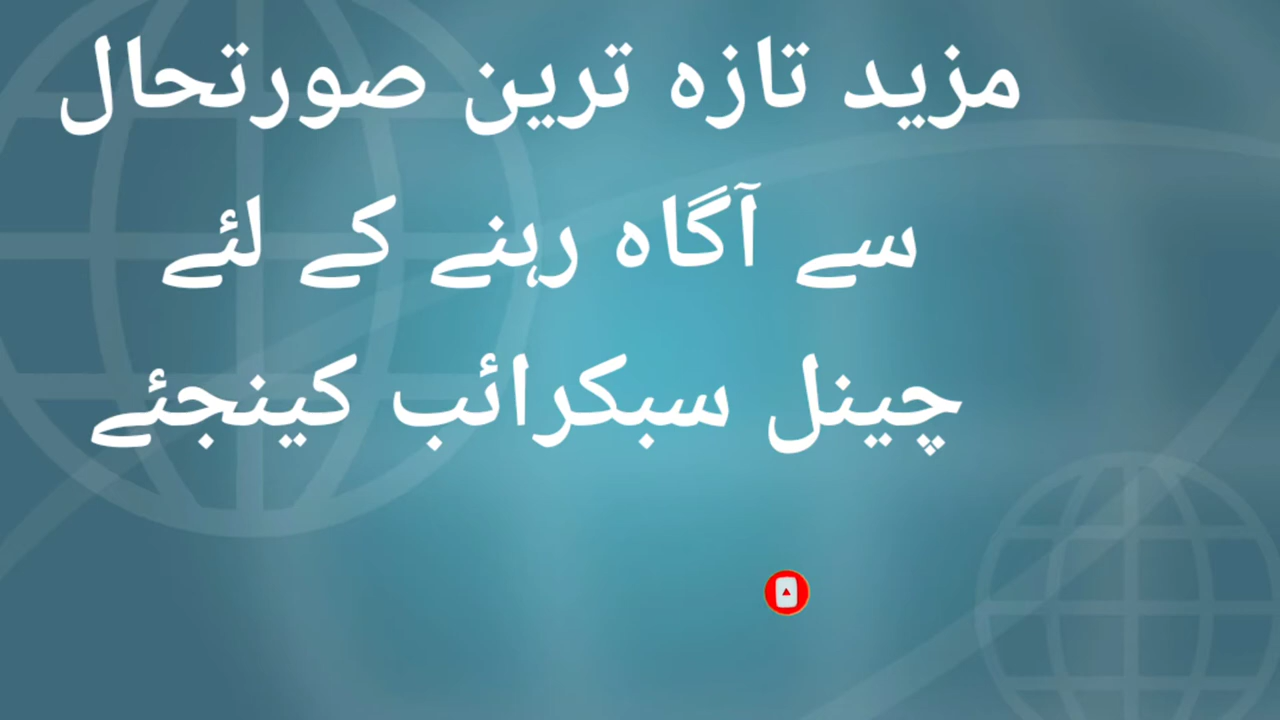 مزید تازہ ترین صورتحال
سے آگاہ رہنے کے لئے
چینل سبکرائب کینجئے